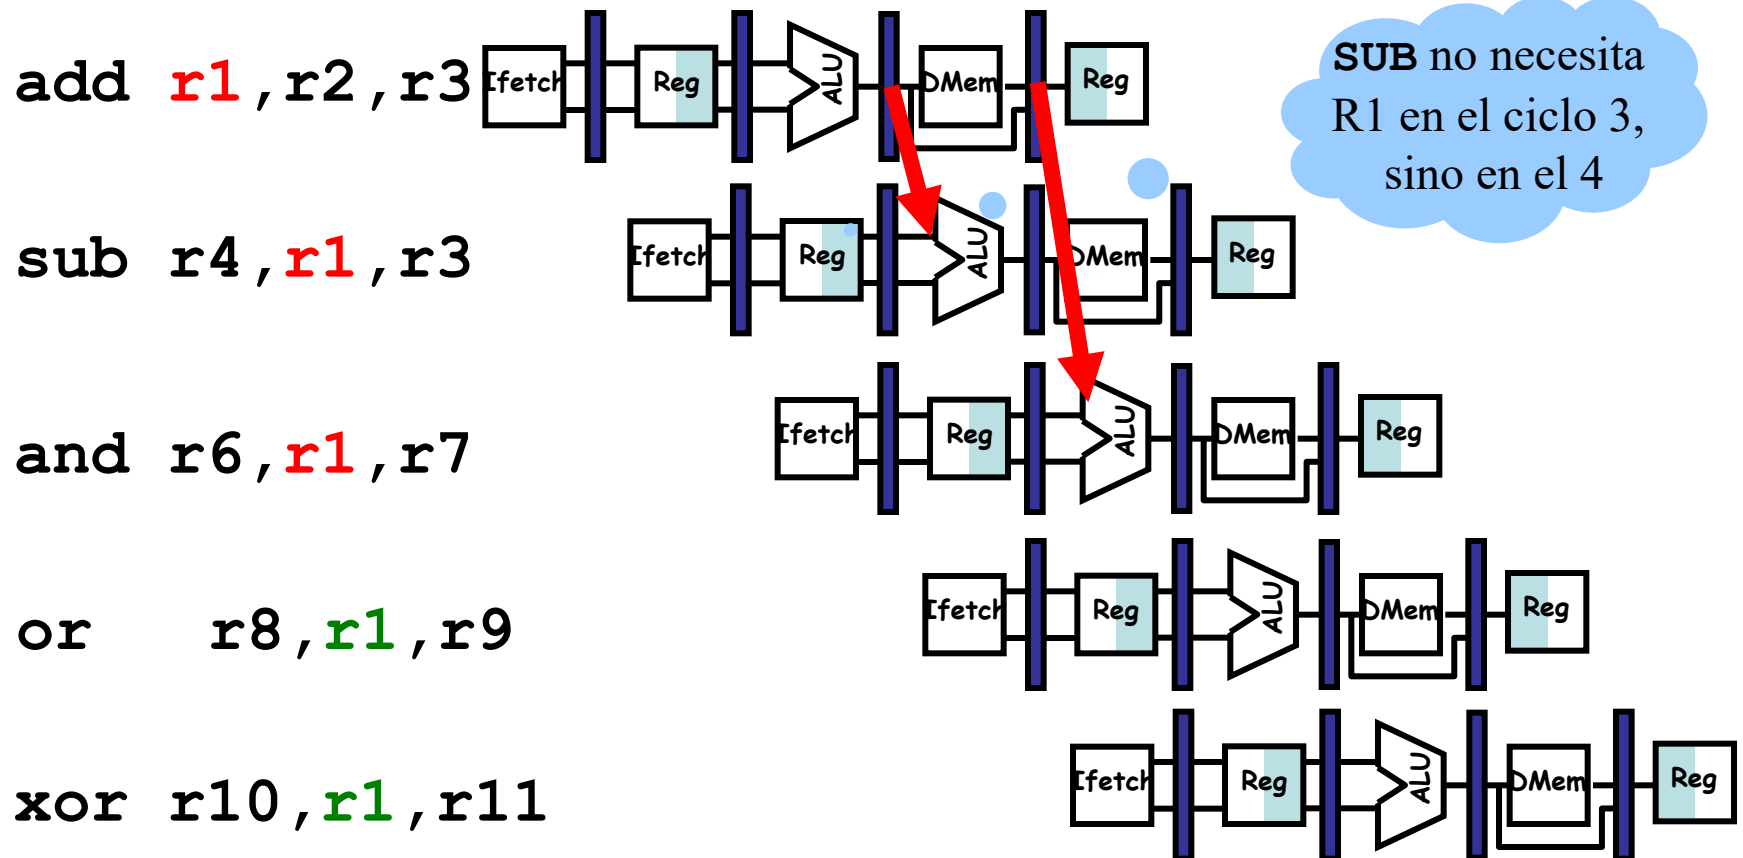 add r1,r2,r3 Ifetch Reg ALU DMem Reg
SUB no necesita
R1 en el ciclo 3,
sino en el 4
sub r4,r1,r3 Ifetch Reg ALU DMem Reg
and r6,r1,r7 Ifetch Reg ALU DMem Reg
or r8,r1,r9 Ifetch Reg ALU DMem Reg
xor r10,r1,r11 Ifetch Reg ALU DMem Reg